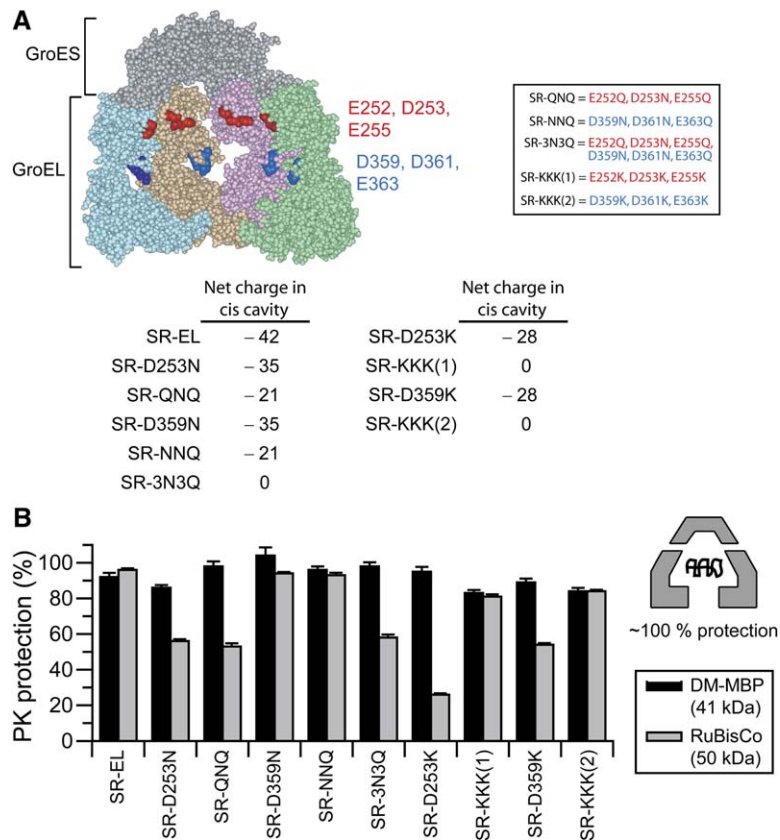 A
GroES
GroEL
E252, D253,
E255
D359, D361,
E363
SR-QNQ = E252Q, D253N, E255Q
SR-NNQ = D359N, D361N, E363Q
SR-3N3Q = E252Q, D253N, E255Q,
D359N, D361N, E363Q
SR-KKK(1) = E252K, D253K, E255K
SR-KKK(2) = D359K, D361K, E363K
Net charge in
cis cavity
SR-EL − 42
SR-D253N − 35
SR-QNQ − 21
SR-D359N − 35
SR-NNQ − 21
SR-3N3Q 0
Net charge in
cis cavity
SR-D253K − 28
SR-KKK(1) 0
SR-D359K − 28
SR-KKK(2) 0
B
PK protection (%)
100
80
60
40
20
0
SR-EL
SR-D253N
SR-QNQ
SR-D359N
SR-NNQ
SR-3N3Q
SR-D253K
SR-KKK(1)
SR-D359K
SR-KKK(2)
~100 % protection
DM-MBP
(41 kDa)
RuBisCo
(50 kDa)